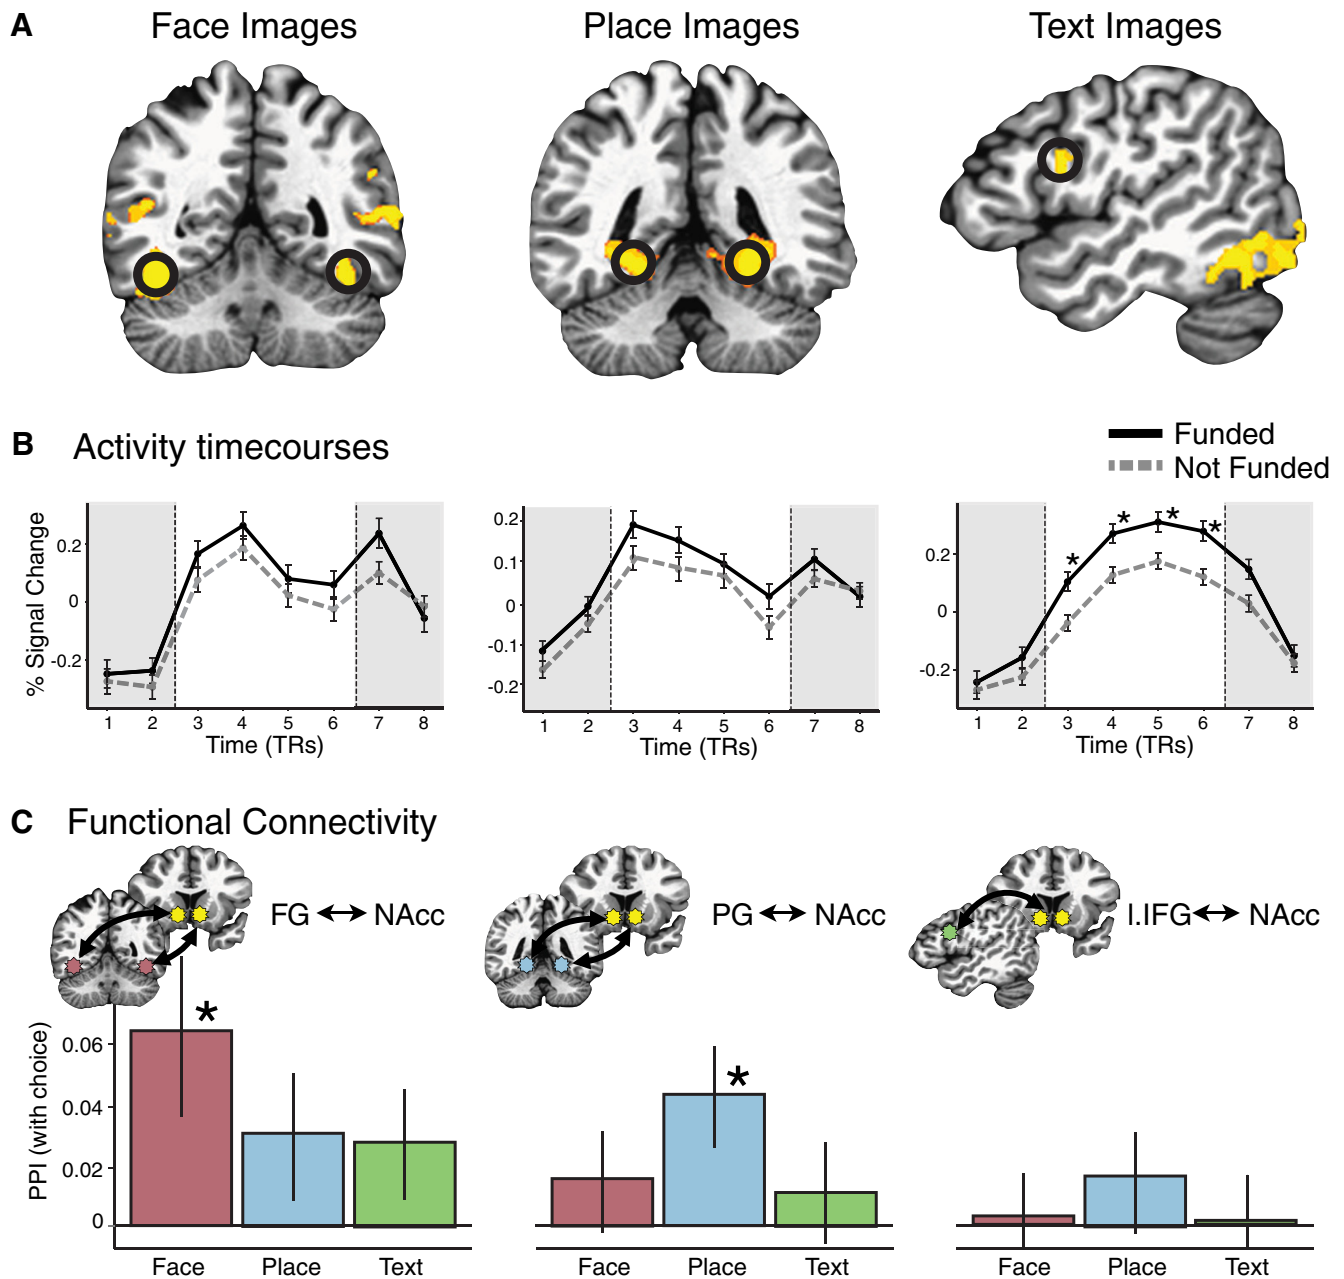 A
Face Images
Place Images
Text Images
B Activity timecourses
Funded
Not Funded
% Signal Change
0.2
0
-0.2
1 2 3 4 5 6 7 8
Time (TRs)
0.2
0.1
0
-0.1
-0.2
1 2 3 4 5 6 7 8
Time (TRs)
* * * *
0.2
0
-0.2
1 2 3 4 5 6 7 8
Time (TRs)
C Functional Connectivity
FG ↔ NAcc
PG ↔ NAcc
l.IFG ↔ NAcc
PPI (with choice)
0.06
0.04
0.02
0
*
Face Place Text
*
Face Place Text
Face Place Text